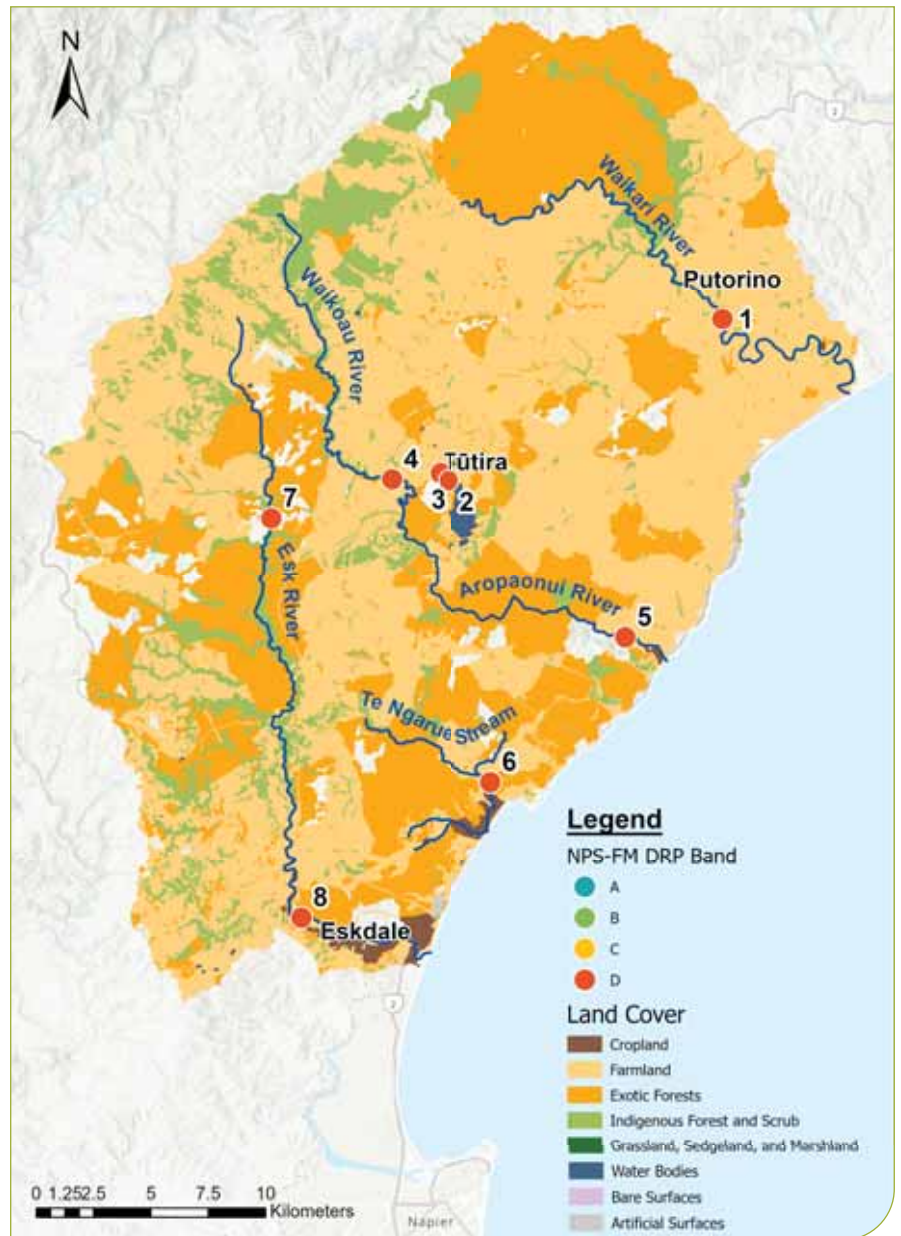 N
2
Waikari River
Putorino
1
Waikoau River
4
Tūtira
3
2
7
Esk River
Aropaonui River
5
Te Ngarue Stream
6
8
Eskdale
2
Napier
Legend
NPS-FM DRP Band
A
B
C
D
Land Cover
Cropland
Farmland
Exotic Forests
Indigenous Forest and Scrub
Grassland, Sedgeland, and Marshland
Water Bodies
Bare Surfaces
Artificial Surfaces
0 1.252.5 5 7.5 10
Kilometers